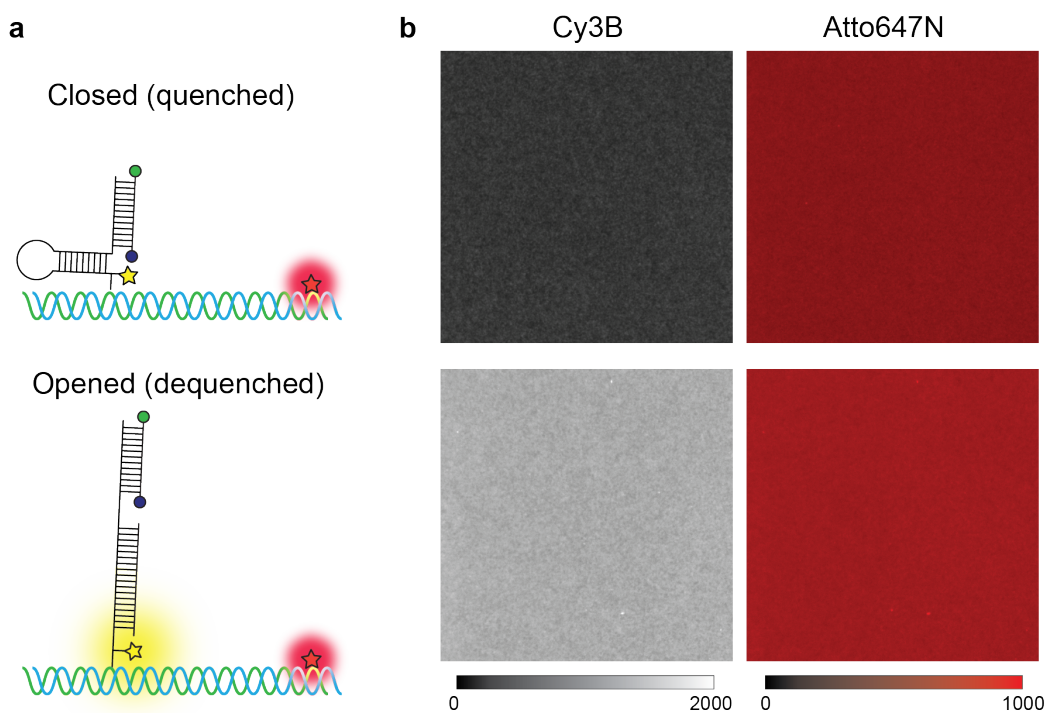 a
Closed (quenched)
Opened (dequenched)
b
Cy3B
Atto647N
0
2000
0
1000